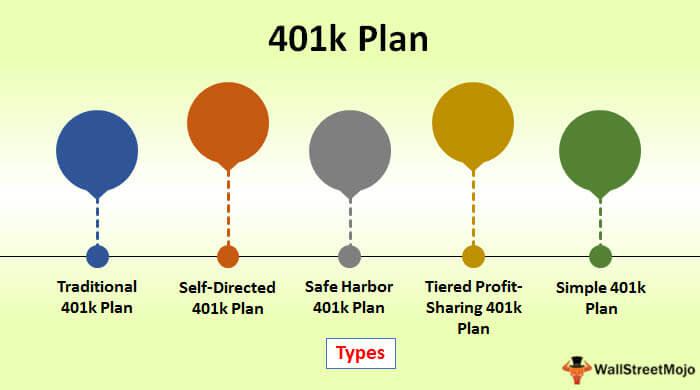 401k Plan
Traditional
401k Plan
Self-Directed
401k Plan
Safe Harbor
401k Plan
Tiered Profit-
Sharing 401k
Plan
Simple 401k
Plan
Types
WallStreetMojo